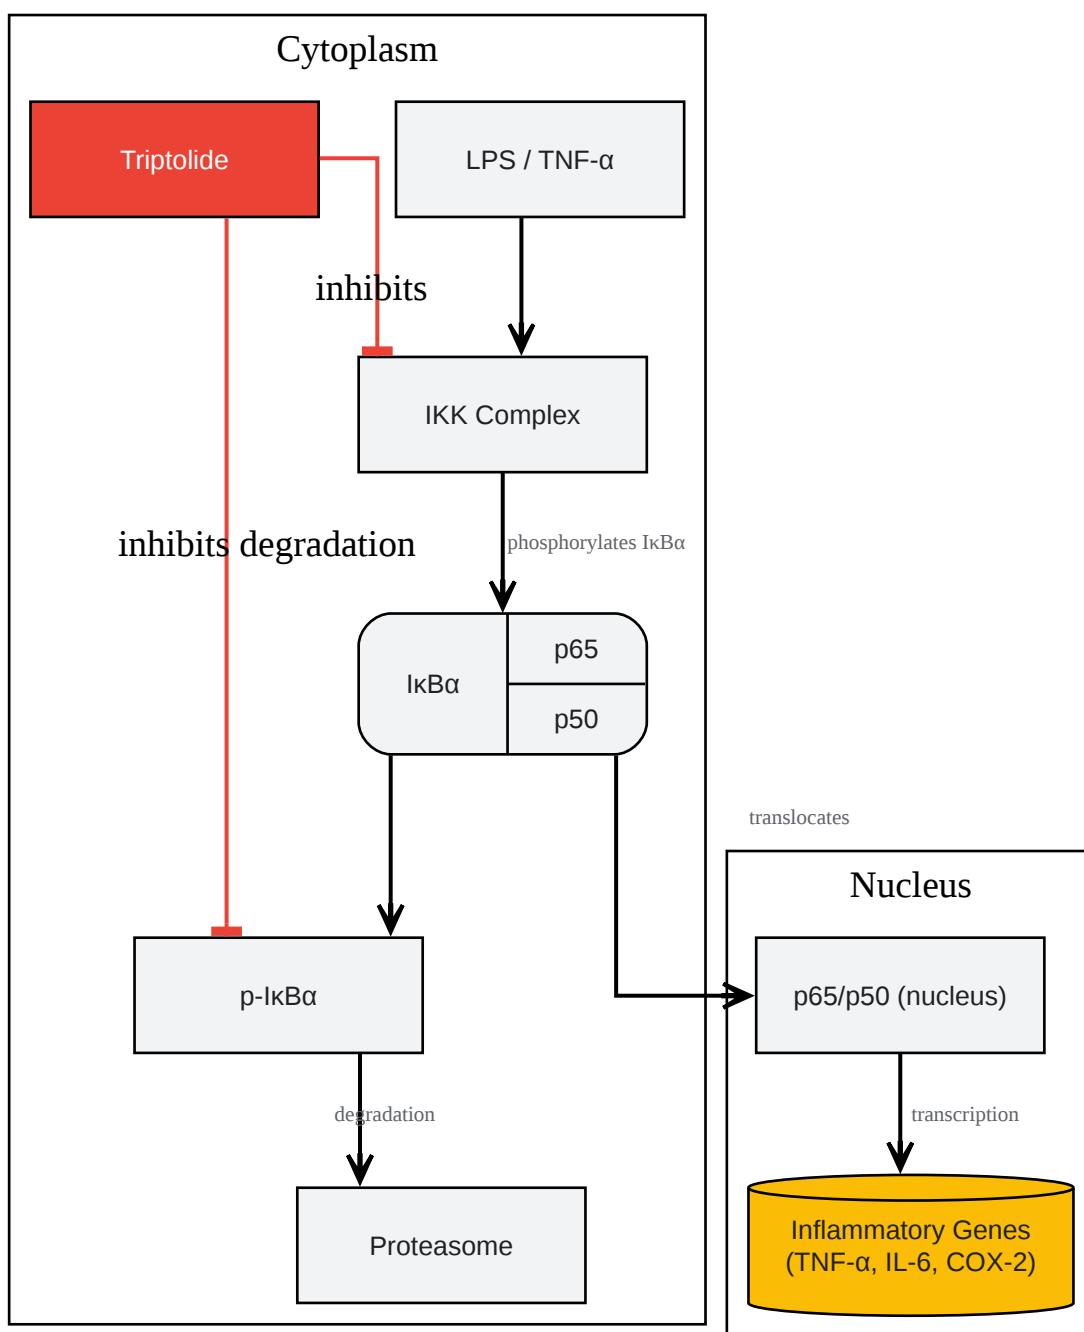 Cytoplasm
Triptolide
LPS / TNF-α
inhibits
IKK Complex
inhibits degradation
phosphorylates IκBα
IκBα
p65
p50
translocates
Nucleus
p-IκBα
p65/p50 (nucleus)
degradation
transcription
Proteasome
Inflammatory Genes
(TNF-α, IL-6, COX-2)